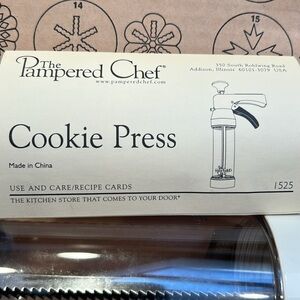 14
15
The
Pampered Chef®
www.pamperedchef.com
350 South Rohlwing Road
Addison, Illinois 60101-3079 USA
Cookie Press
Made in China
USE AND CARE/RECIPE CARDS
1525
THE KITCHEN STORE THAT COMES TO YOUR DOOR®